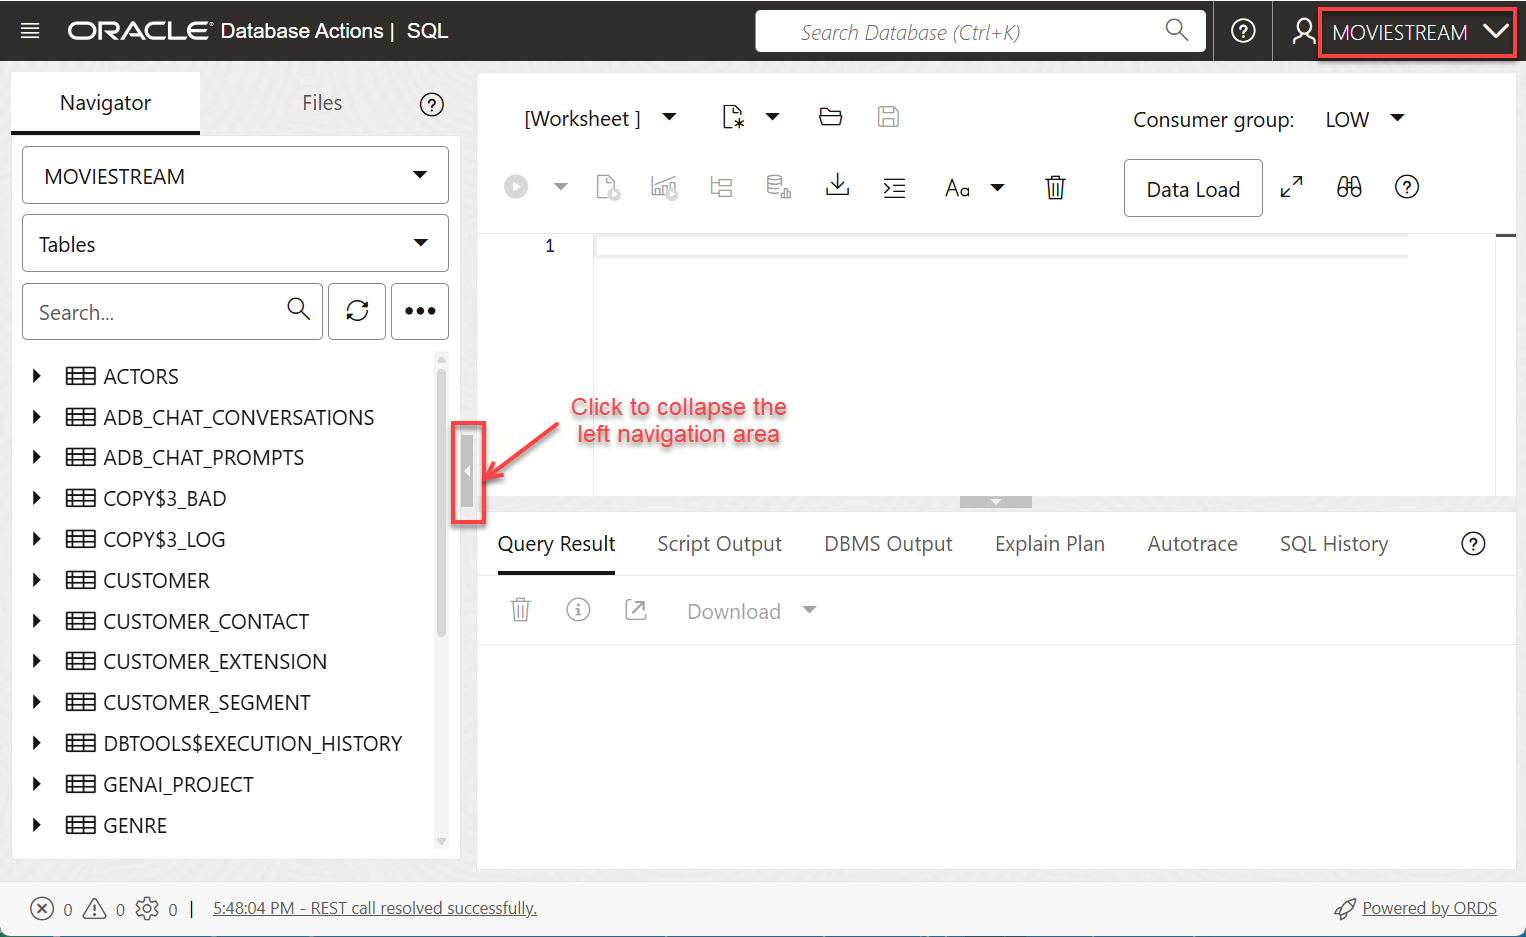 ORACLE® Database Actions | SQL
Search Database (Ctrl+K)
MOVIESTREAM
Navigator
Files
MOVIESTREAM
Tables
Search...
ACTORS
ADB_CHAT_CONVERSATIONS
ADB_CHAT_PROMPTS
COPY$3_BAD
COPY$3_LOG
CUSTOMER
CUSTOMER_CONTACT
CUSTOMER_EXTENSION
CUSTOMER_SEGMENT
DBTOOLS$EXECUTION_HISTORY
GENAI_PROJECT
GENRE
[Worksheet ]
Consumer group: LOW
Aa
Data Load
1
Click to collapse the
left navigation area
Query Result Script Output DBMS Output Explain Plan Autotrace SQL History
Download
0 0 0 | 5:48:04 PM - REST call resolved successfully.
Powered by ORDS